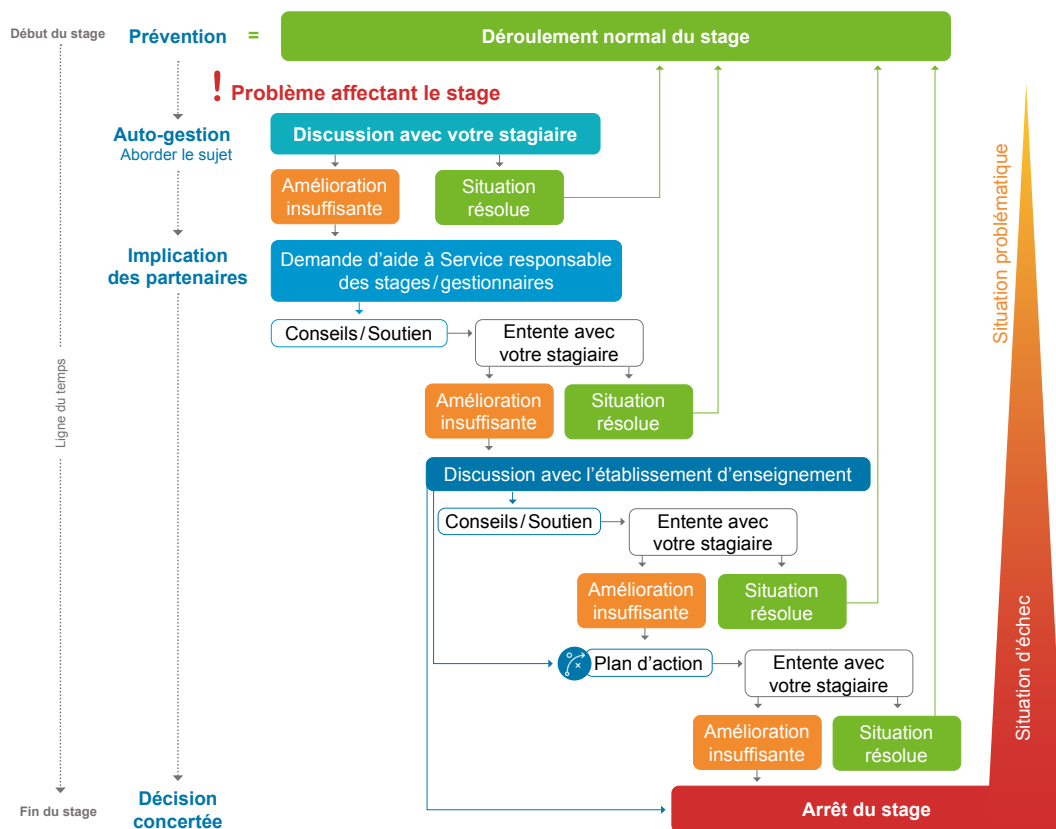 Début du stage
Prévention =
Déroulement normal du stage
! Problème affectant le stage
Auto-gestion
Aborder le sujet
Discussion avec votre stagiaire
Amélioration
insuffisante
Situation
résolue
Implication
des partenaires
Demande d’aide à Service responsable
des stages/gestionnaires
Conseils/Soutien
Entente avec
votre stagiaire
Amélioration
insuffisante
Situation
résolue
Discussion avec l’établissement d’enseignement
Conseils/Soutien
Entente avec
votre stagiaire
Amélioration
insuffisante
Situation
résolue
Plan d’action
Entente avec
votre stagiaire
Amélioration
insuffisante
Situation
résolue
Fin du stage
Décision
concertée
Arrêt du stage
Ligne du temps
Situation problématique
Situation d’échec